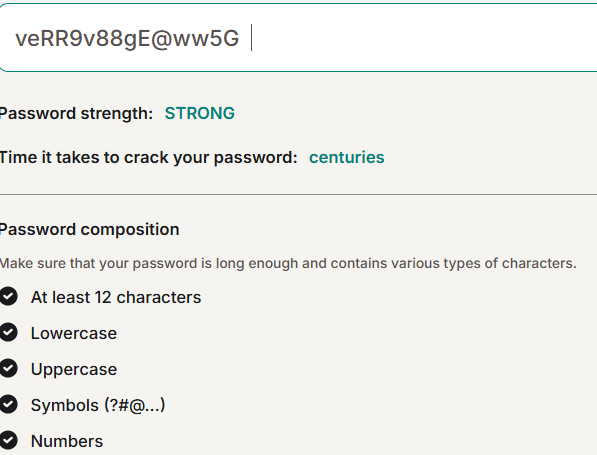 veRR9v88gE@ww5G
Password strength: STRONG
Time it takes to crack your password: centuries
Password composition
Make sure that your password is long enough and contains various types of characters.
At least 12 characters
Lowercase
Uppercase
Symbols (?#@...)
Numbers